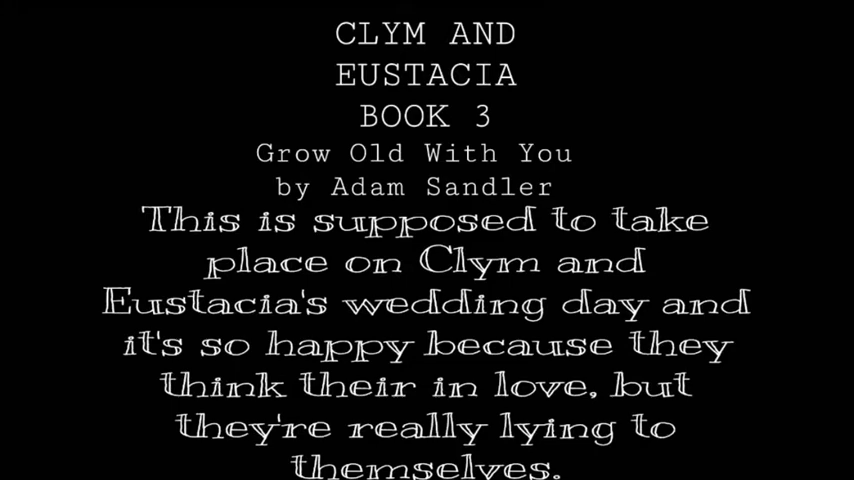 CLYM AND
EUSTACIA
BOOK 3
Grow Old With You
by Adam Sandler
This is supposed to take
place on Clym and
Eustacia's wedding day and
it's so happy because they
think their in love, but
they're really lying to
themselves.